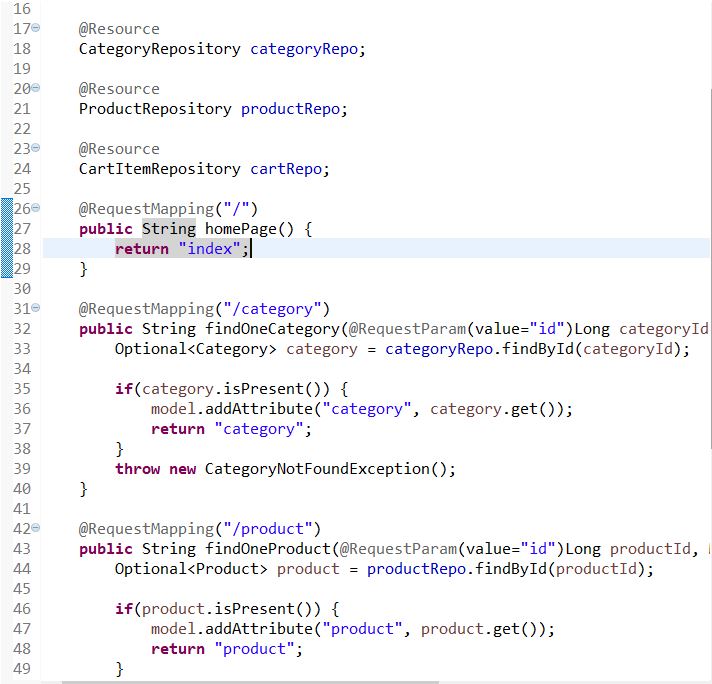 16
17 @Resource
18 CategoryRepository categoryRepo;
19
20 @Resource
21 ProductRepository productRepo;
22
23 @Resource
24 CartItemRepository cartRepo;
25
26 @RequestMapping("/")
27 public String homePage() {
28 return "index";
29 }
30
31 @RequestMapping("/category")
32 public String findOneCategory(@RequestParam(value="id")Long categoryId
33 Optional<Category> category = categoryRepo.findById(categoryId);
34
35 if(category.isPresent()) {
36 model.addAttribute("category", category.get());
37 return "category";
38 }
39 throw new CategoryNotFoundException();
40 }
41
42 @RequestMapping("/product")
43 public String findOneProduct(@RequestParam(value="id")Long productId,
44 Optional<Product> product = productRepo.findById(productId);
45
46 if(product.isPresent()) {
47 model.addAttribute("product", product.get());
48 return "product";
49 }